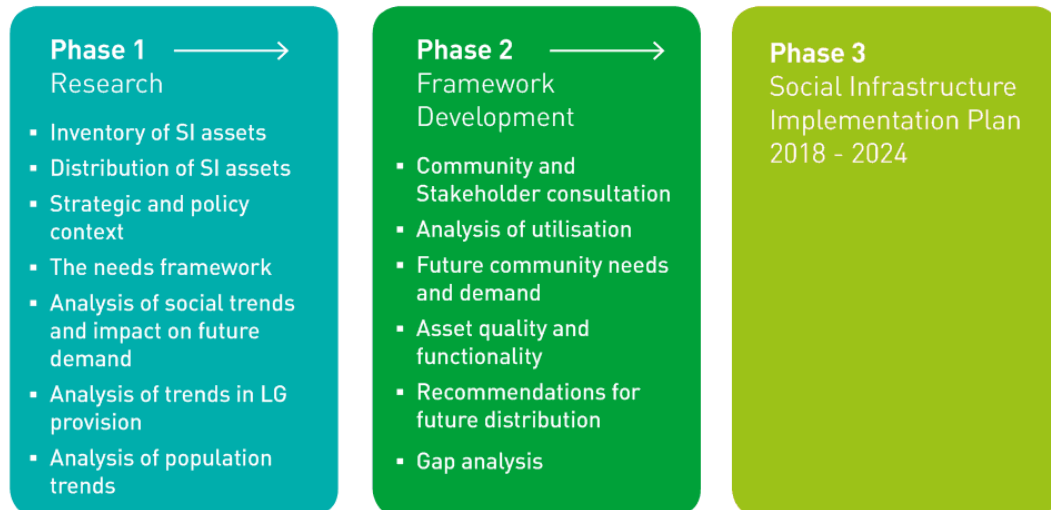 Phase 1
Research
▪ Inventory of SI assets
▪ Distribution of SI assets
▪ Strategic and policy
context
▪ The needs framework
▪ Analysis of social trends
and impact on future
demand
▪ Analysis of trends in LG
provision
▪ Analysis of population
trends
Phase 2
Framework
Development
▪ Community and
Stakeholder consultation
▪ Analysis of utilisation
▪ Future community needs
and demand
▪ Asset quality and
functionality
▪ Recommendations for
future distribution
▪ Gap analysis
Phase 3
Social Infrastructure
Implementation Plan
2018 - 2024